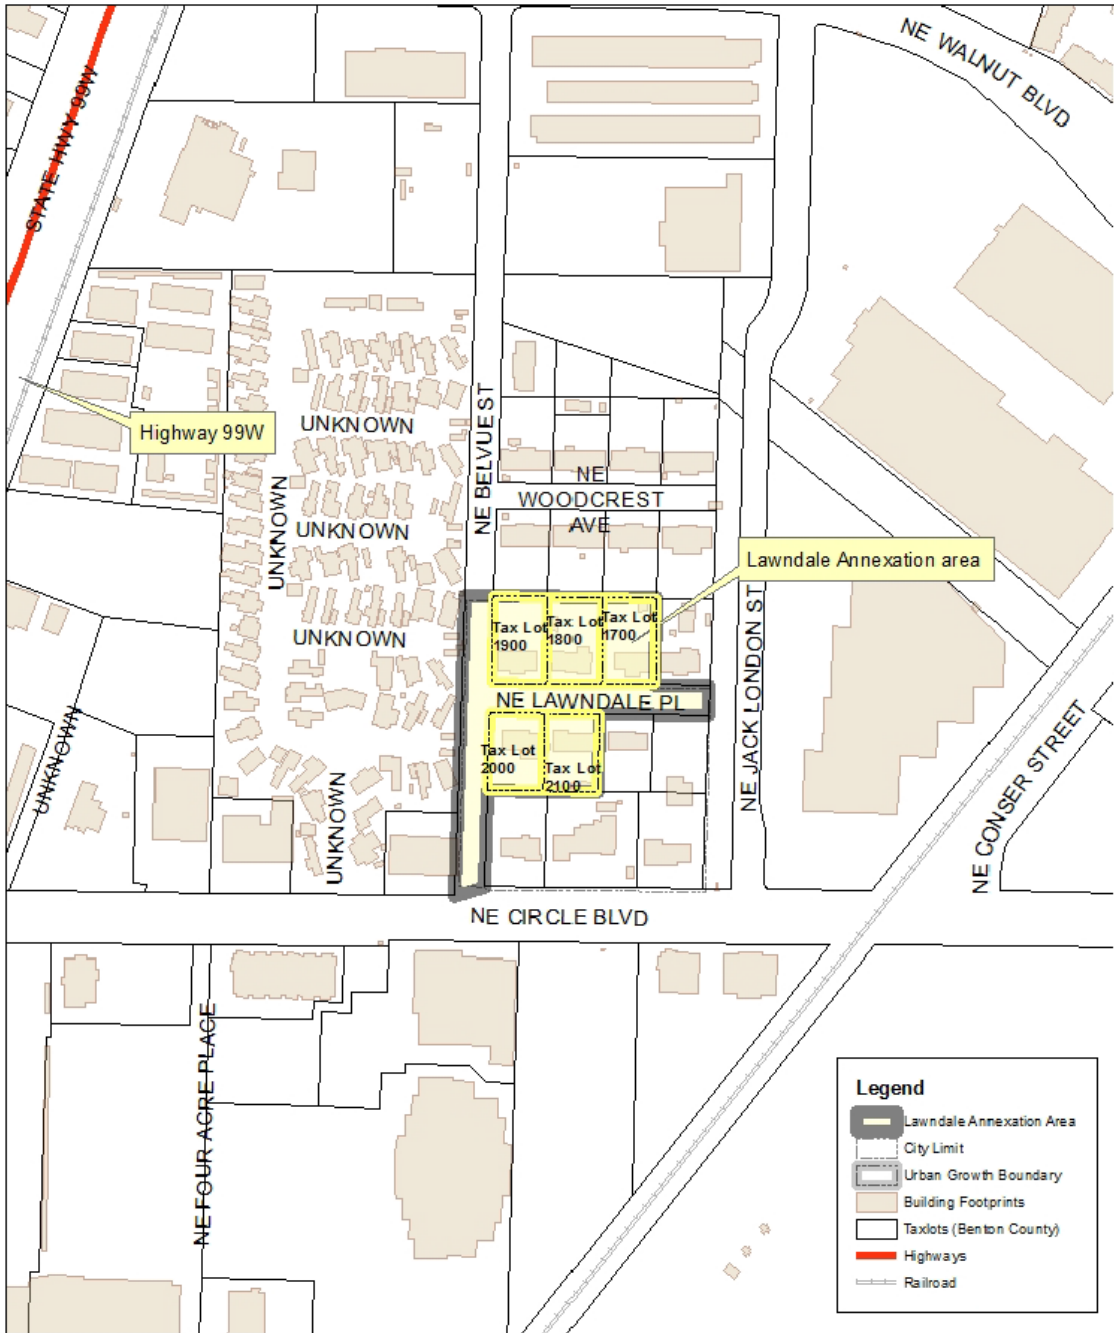 NE WALNUT BLVD
STATE HWY 99W
Highway 99W
UNKNOWN
NE BELVUE ST
NE
WOODCREST
AVE
UNKNOWN
UNKNOWN
Lawndale Annexation area
UNKNOWN
Tax Lot
1900
Tax Lot
1800
Tax Lot
1700
NE LAWNDALE PL
NE JACK LONDON ST
Tax Lot
2000
Tax Lot
2100
UNKNOWN
UNKNOWN
NE CONSER STREET
NE CIRCLE BLVD
NE FOUR ACRE PLACE
Legend
Lawndale Annexation Area
City Limit
Urban Growth Boundary
Building Footprints
Taxlots (Benton County)
Highways
Railroad